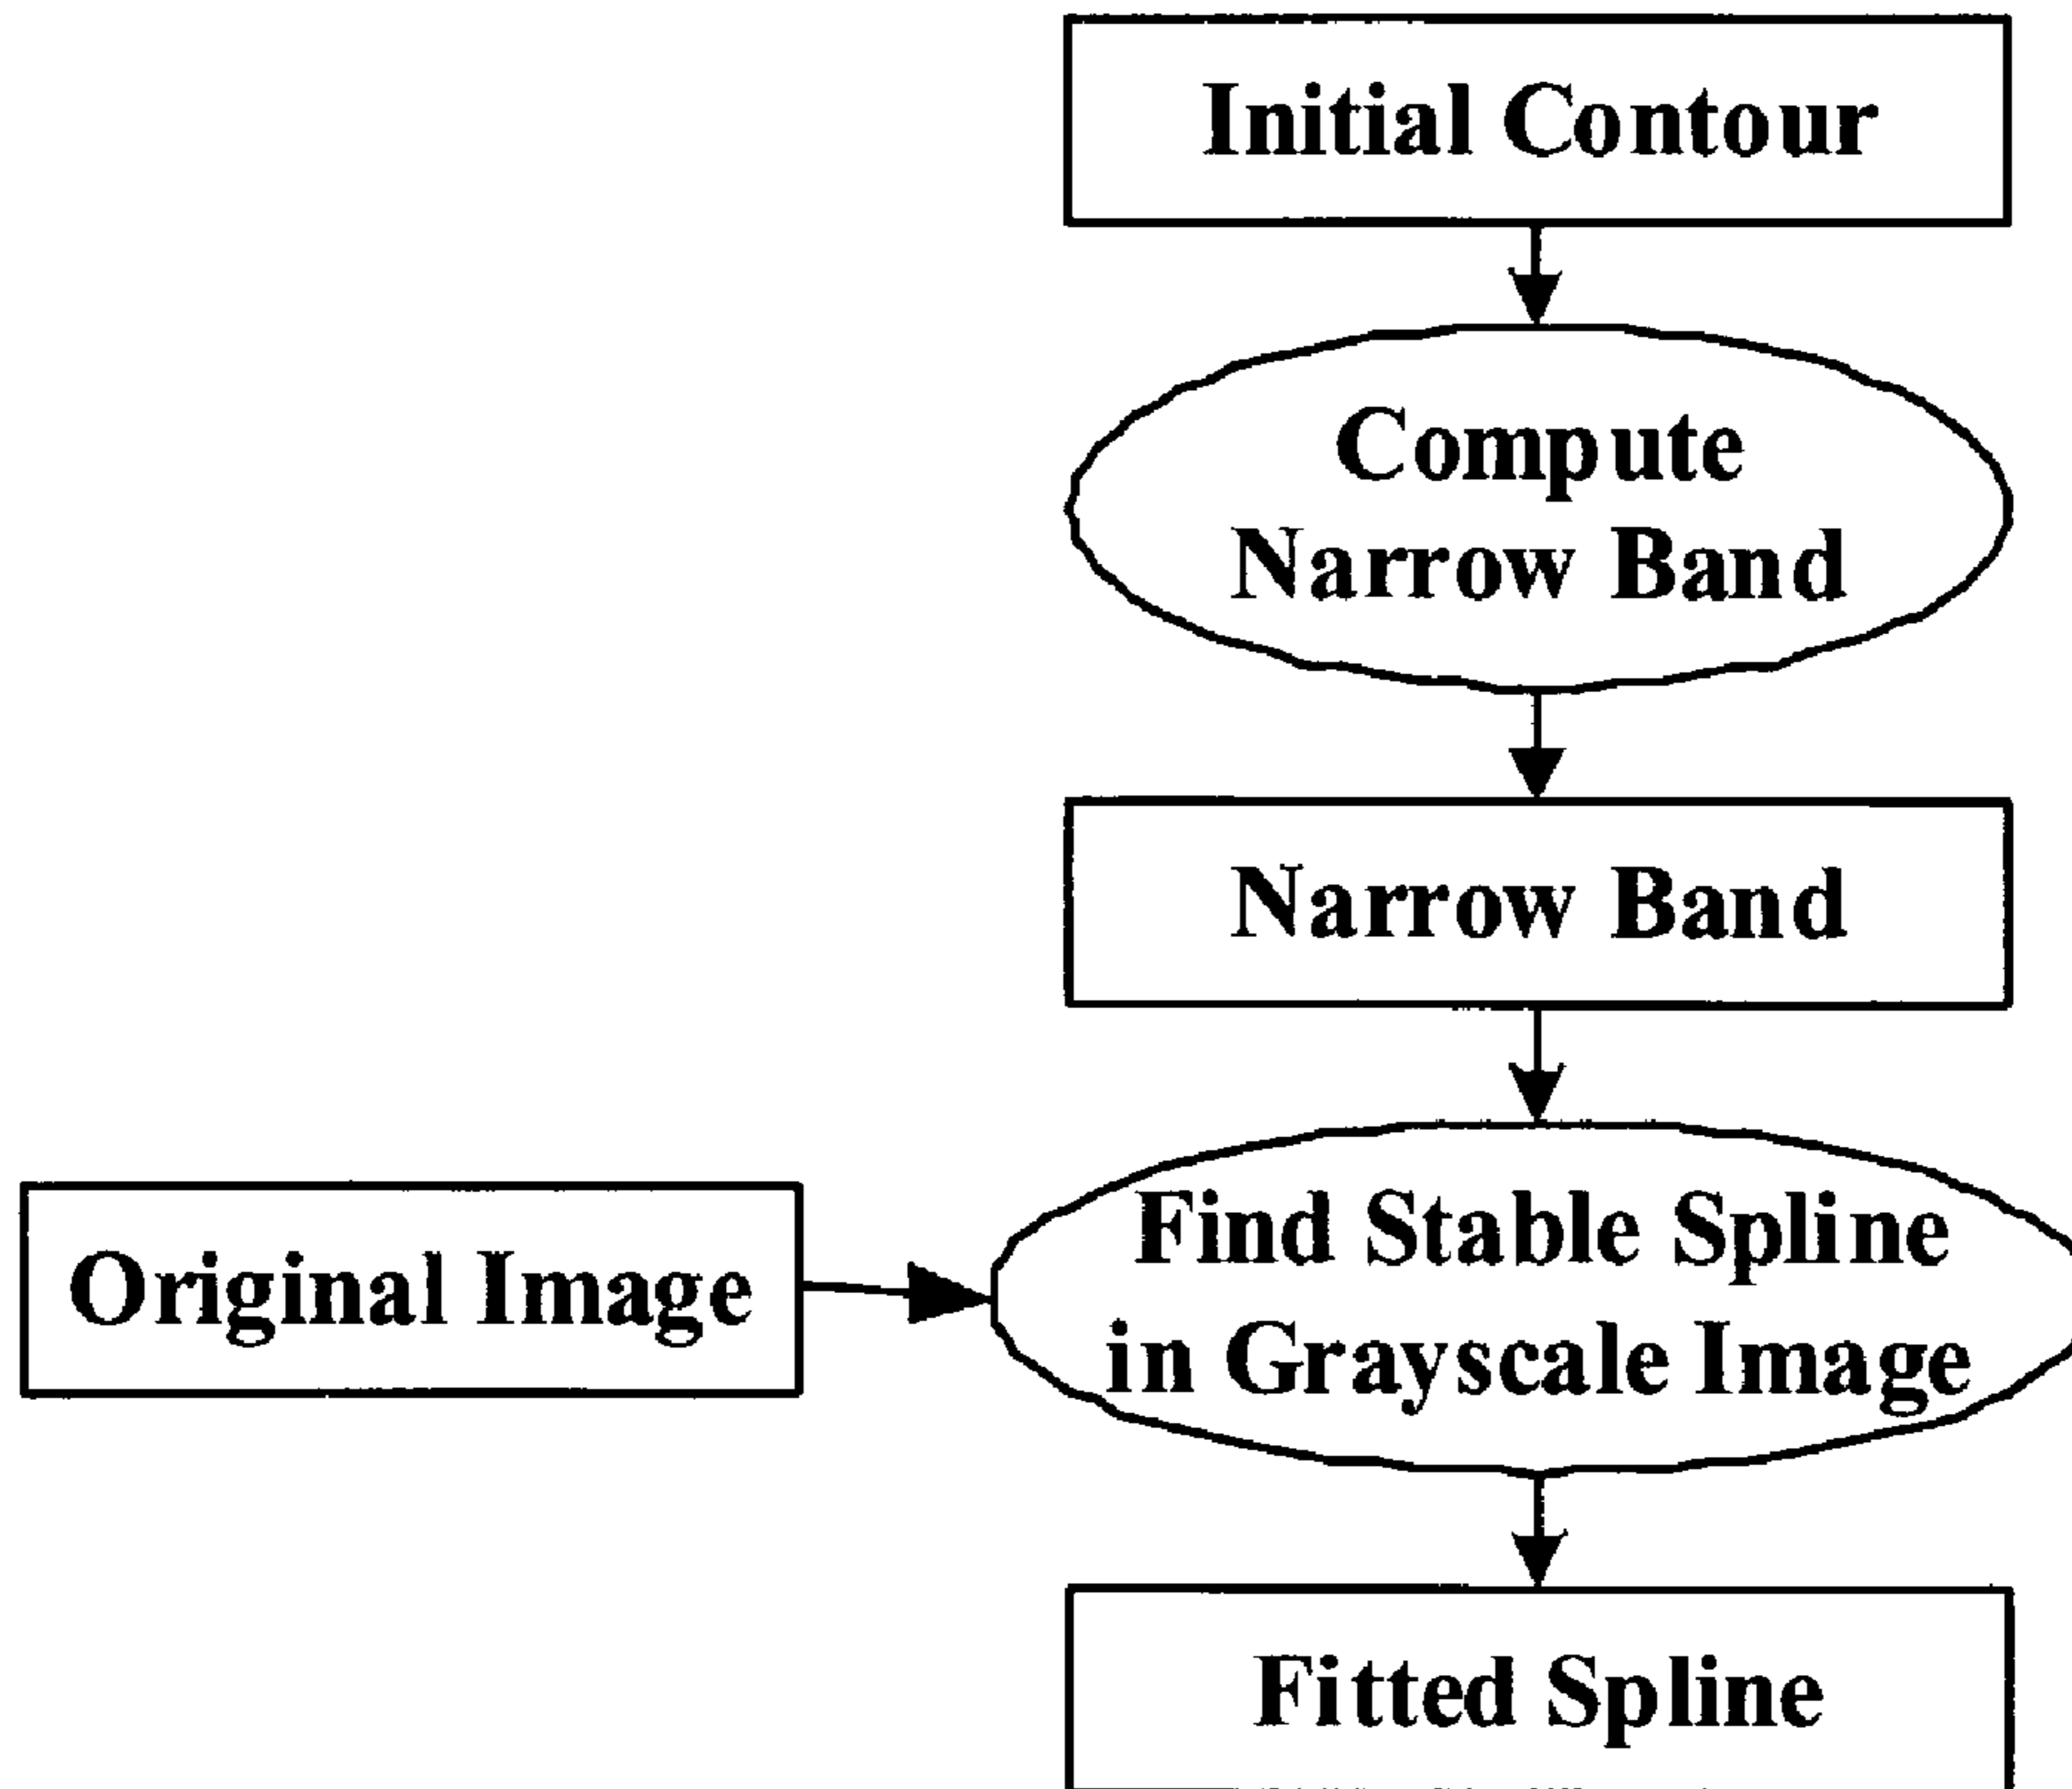 Initial Contour
Compute
Narrow Band
Narrow Band
Original Image
Find Stable Spline
in Grayscale Image
Fitted Spline